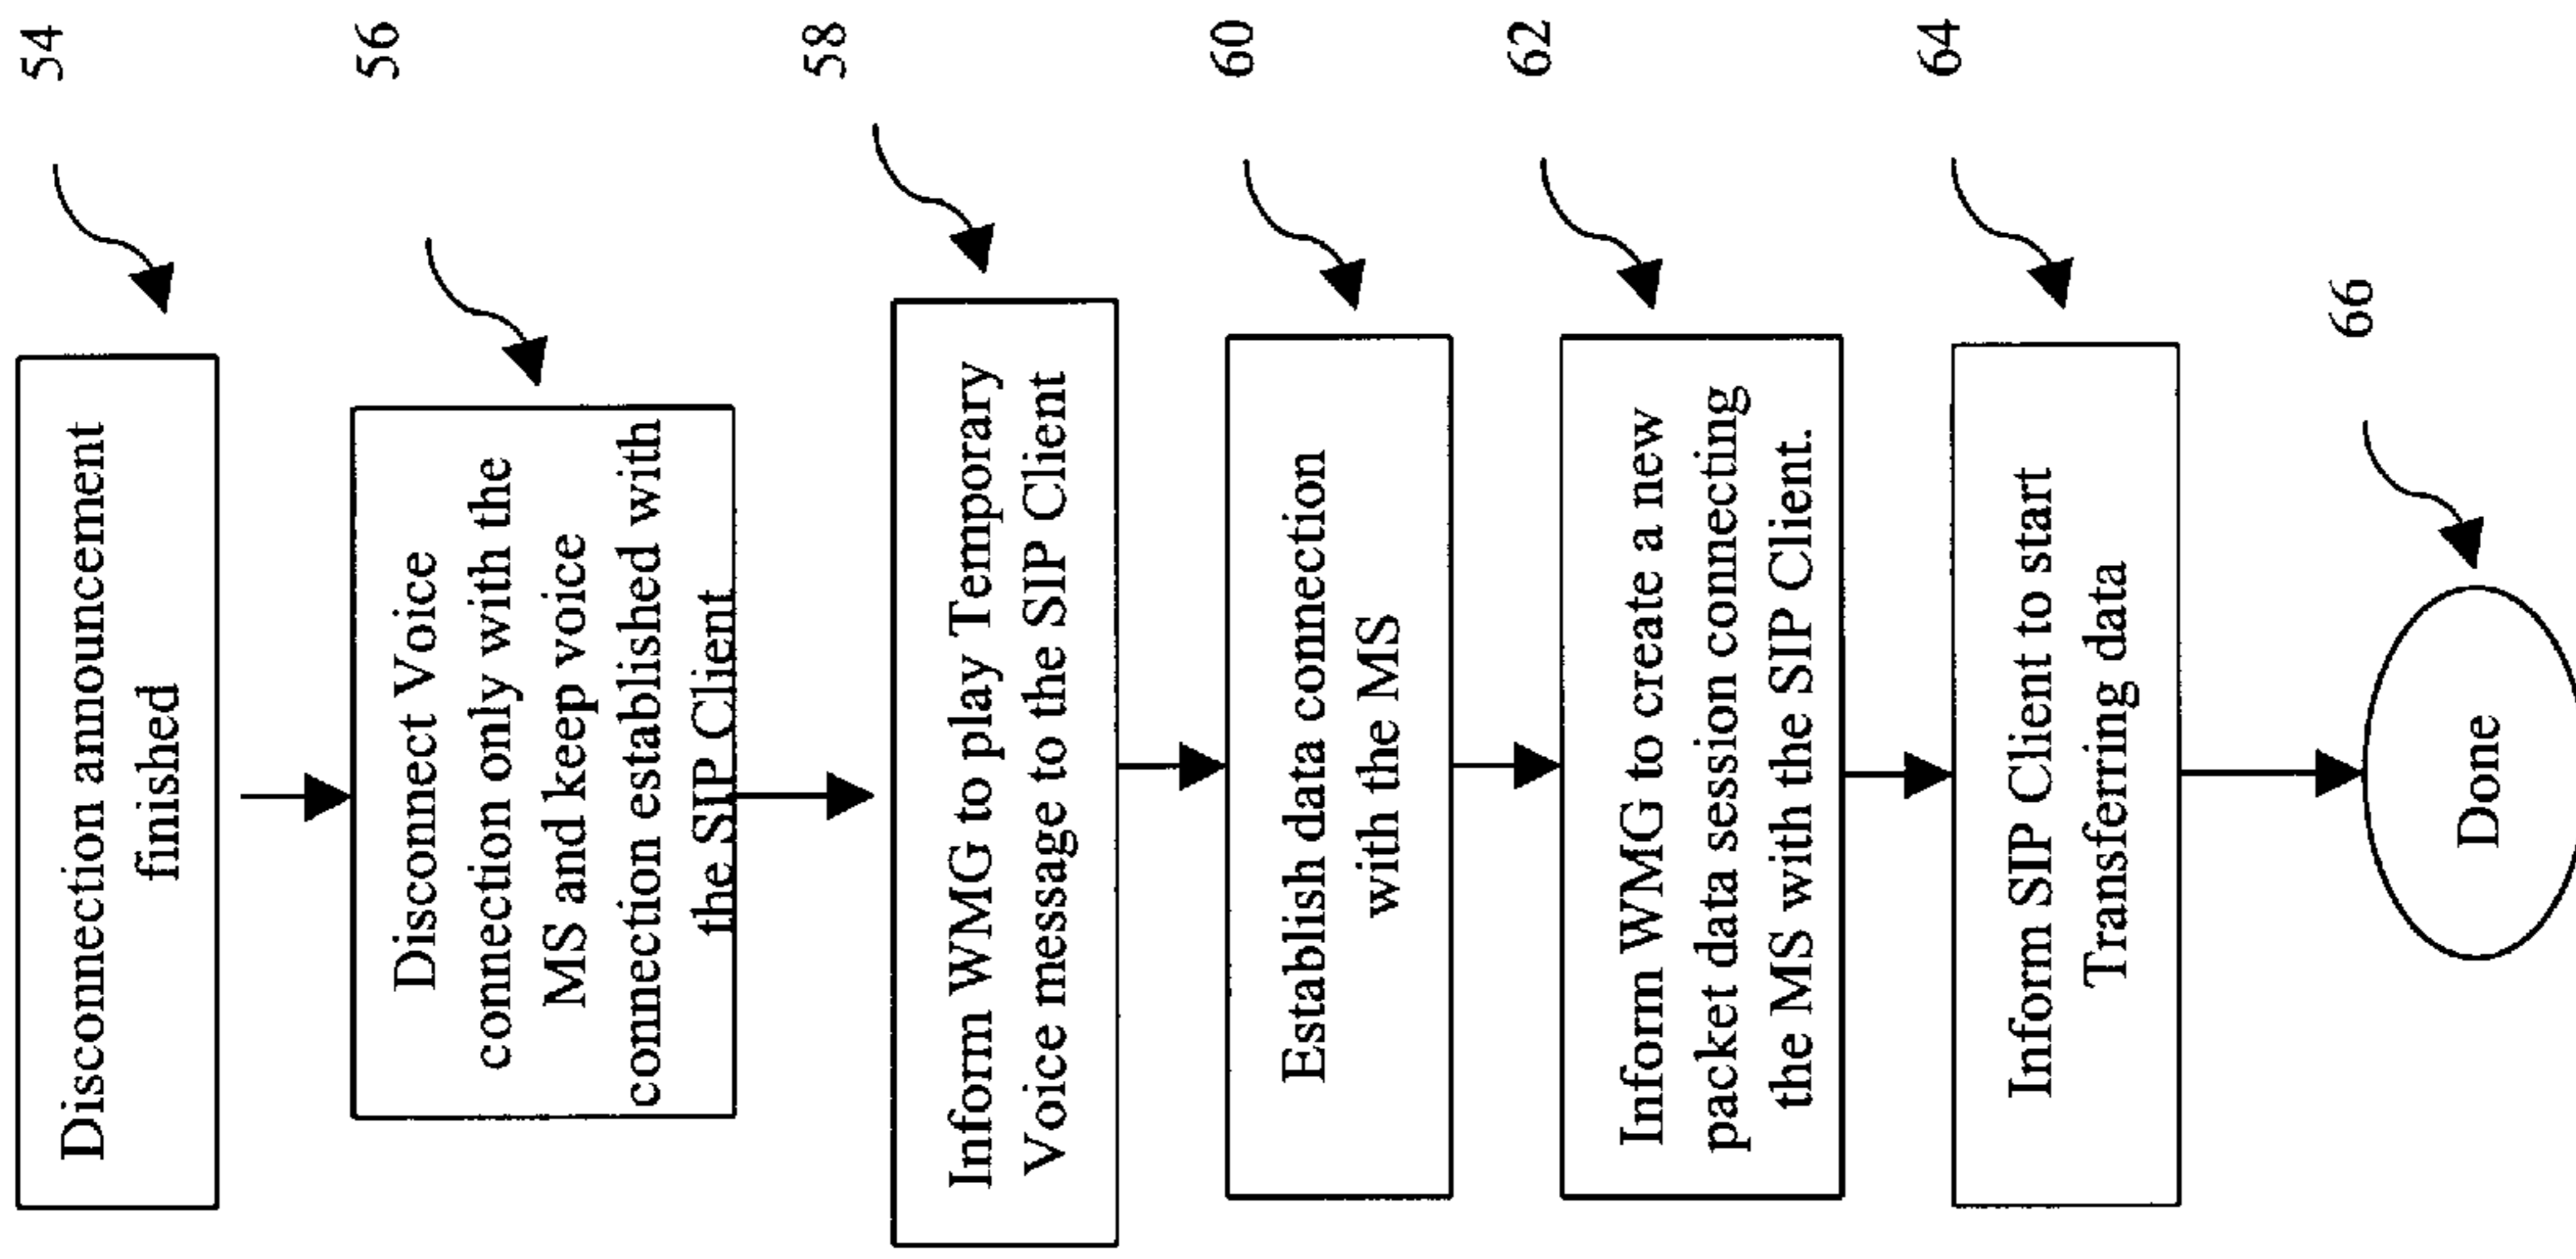 54
Disconnection announcement
finished
56
Disconnect Voice
connection only with the
MS and keep voice
connection established with
the SIP Client
58
Inform WMG to play Temporary
Voice message to the SIP Client
60
Establish data connection
with the MS
62
Inform WMG to create a new
packet data session connecting
the MS with the SIP Client.
64
Inform SIP Client to start
Transferring data
66
Done